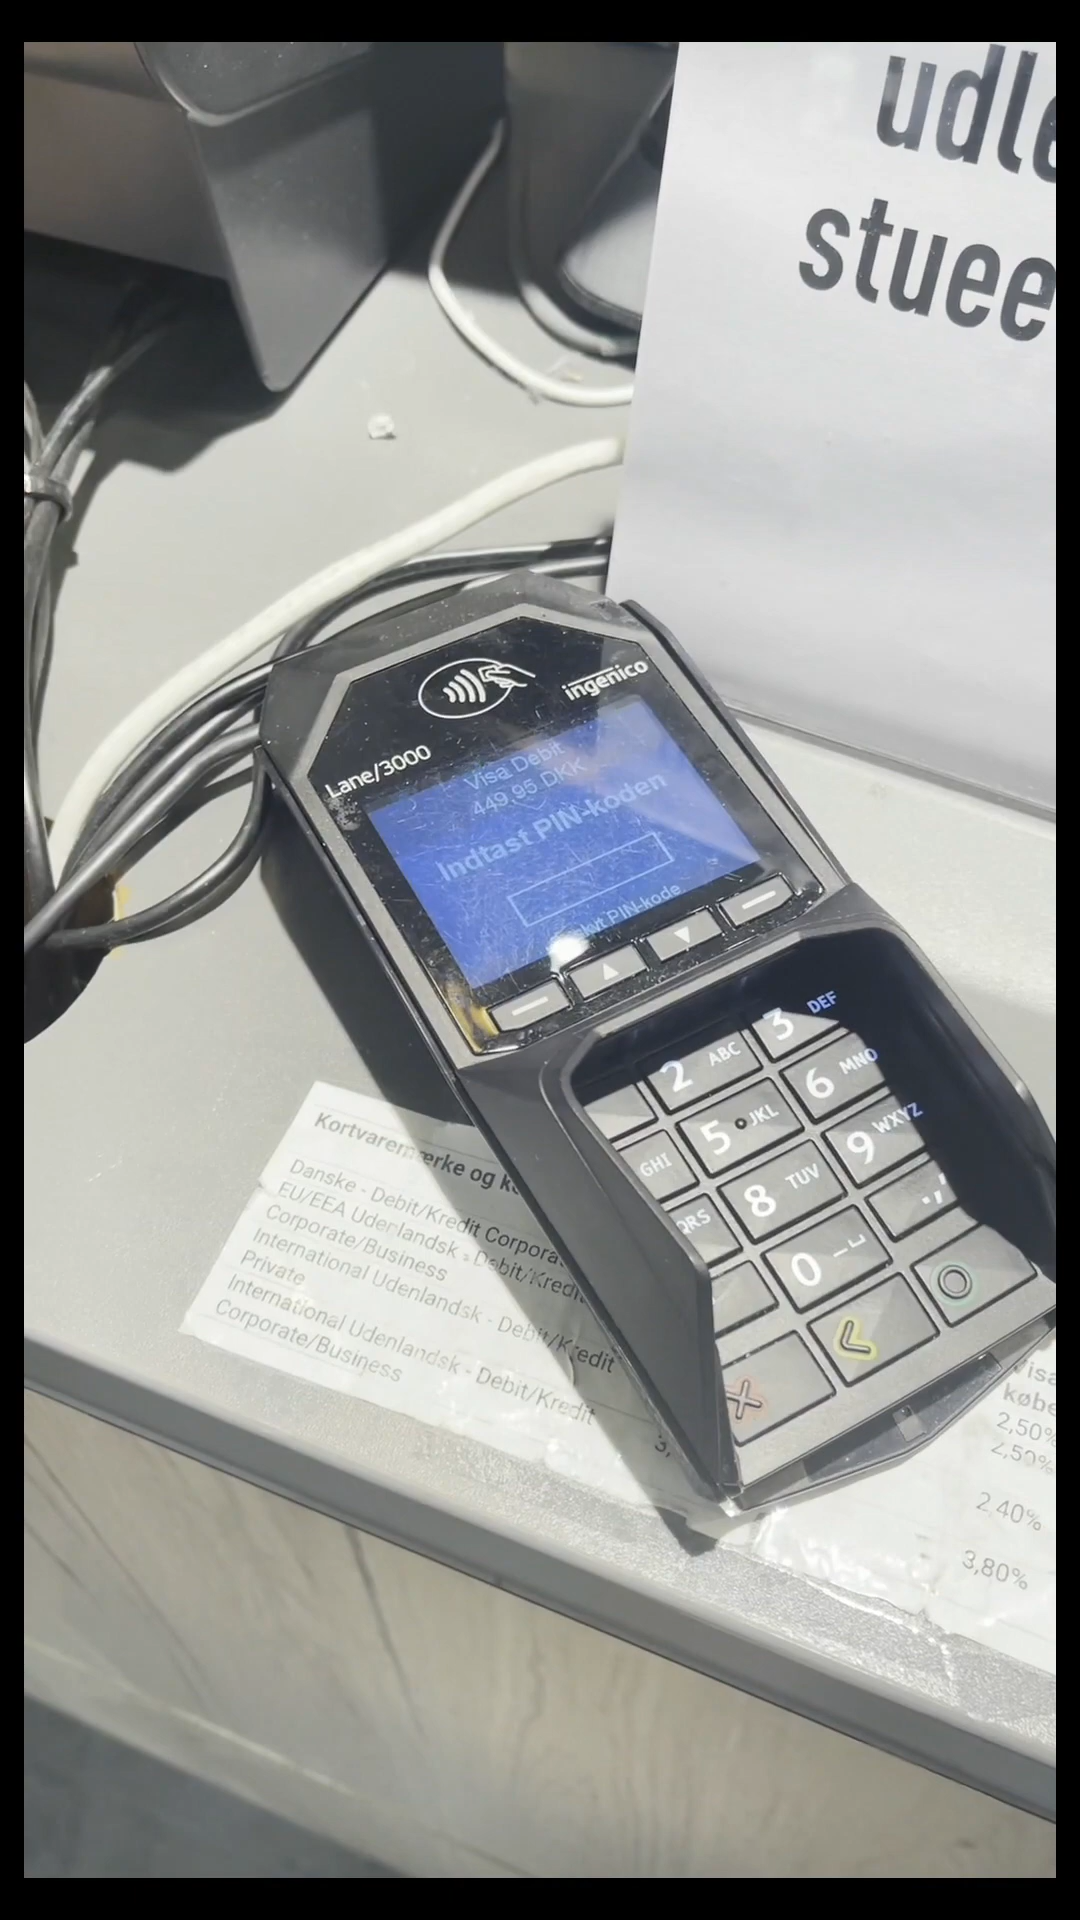 udle
stuee
ingenico
Lane/3000
Visa Debit
449,95 DKK
Indtast PIN-koden
PIN-kode
2 ABC
3 DEF
GHI
5 JKL
6 MNO
QRS
8 TUV
9 WXYZ
0
.,
Kortvaremærke og
Danske - Debit/Kredit Corpora
EU/EEA Udenlandsk - Debit/Kredit
Corporate/Business
International Udenlandsk - Debit/Kredit
Private
International Udenlandsk - Debit/Kredit
Corporate/Business
3,
Visa
købe
2,50%
2,50%
2,40%
3,80%